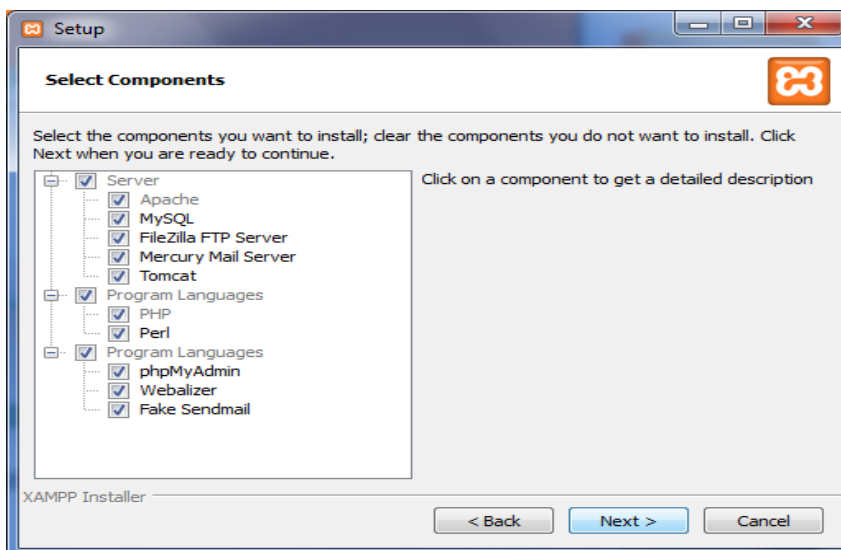 Setup
Select Components
Select the components you want to install; clear the components you do not want to install. Click
Next when you are ready to continue.
Server
Apache
MySQL
FileZilla FTP Server
Mercury Mail Server
Tomcat
Program Languages
PHP
Perl
Program Languages
phpMyAdmin
Webalizer
Fake Sendmail
Click on a component to get a detailed description
XAMPP Installer
< Back Next > Cancel